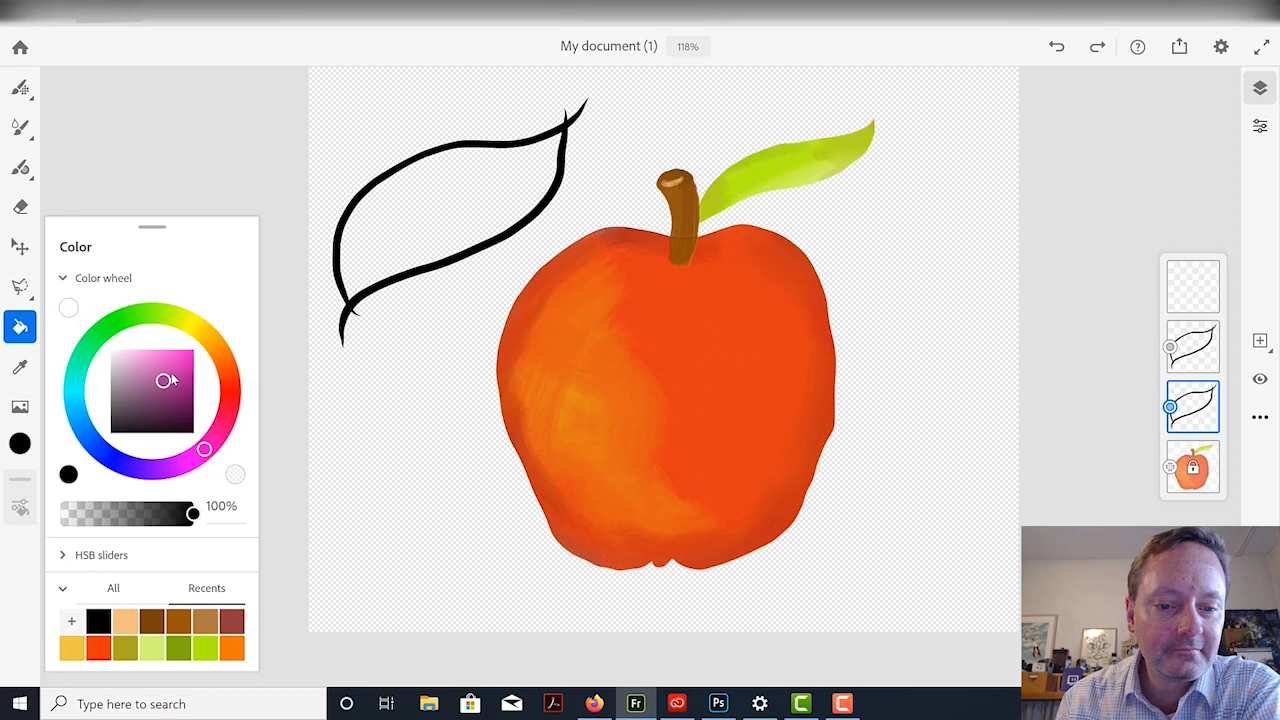 My document (1) 118%
Color
Color wheel
100%
HSB sliders
All Recents
Fr Ps
Type here to search